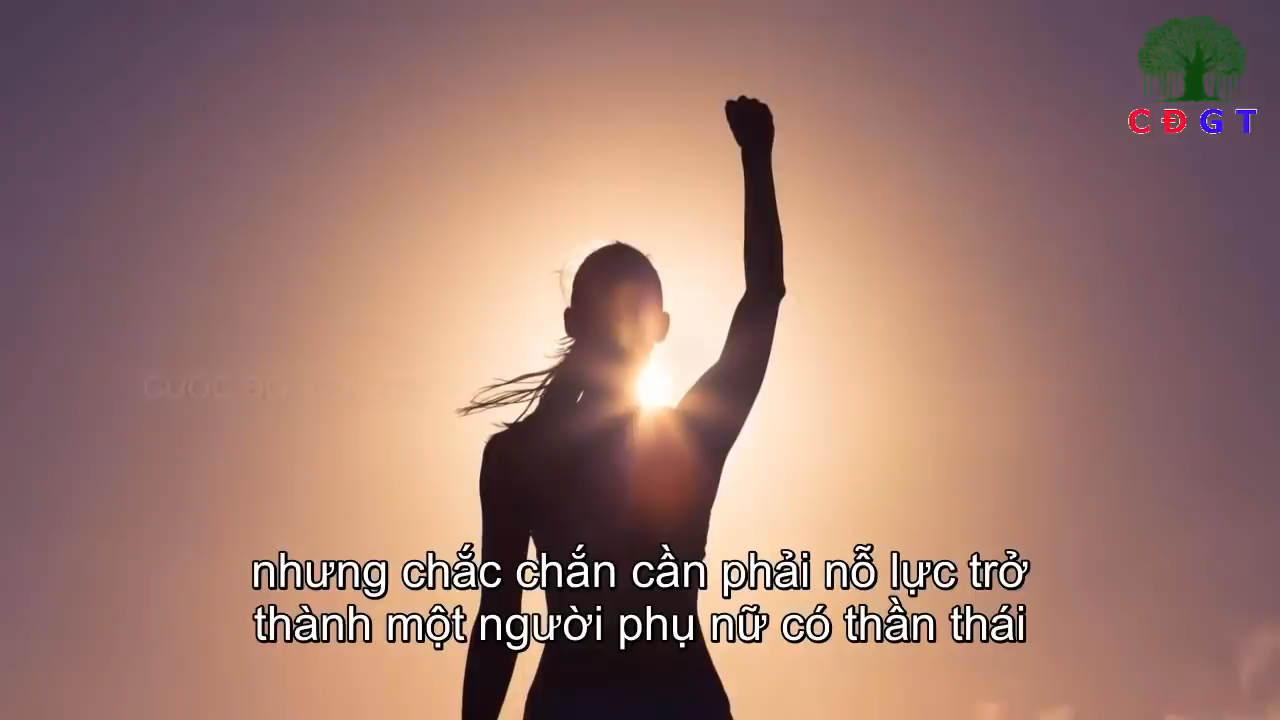 CĐGT
nhưng chắc chắn cần phải nỗ lực trở
thành một người phụ nữ có thần thái